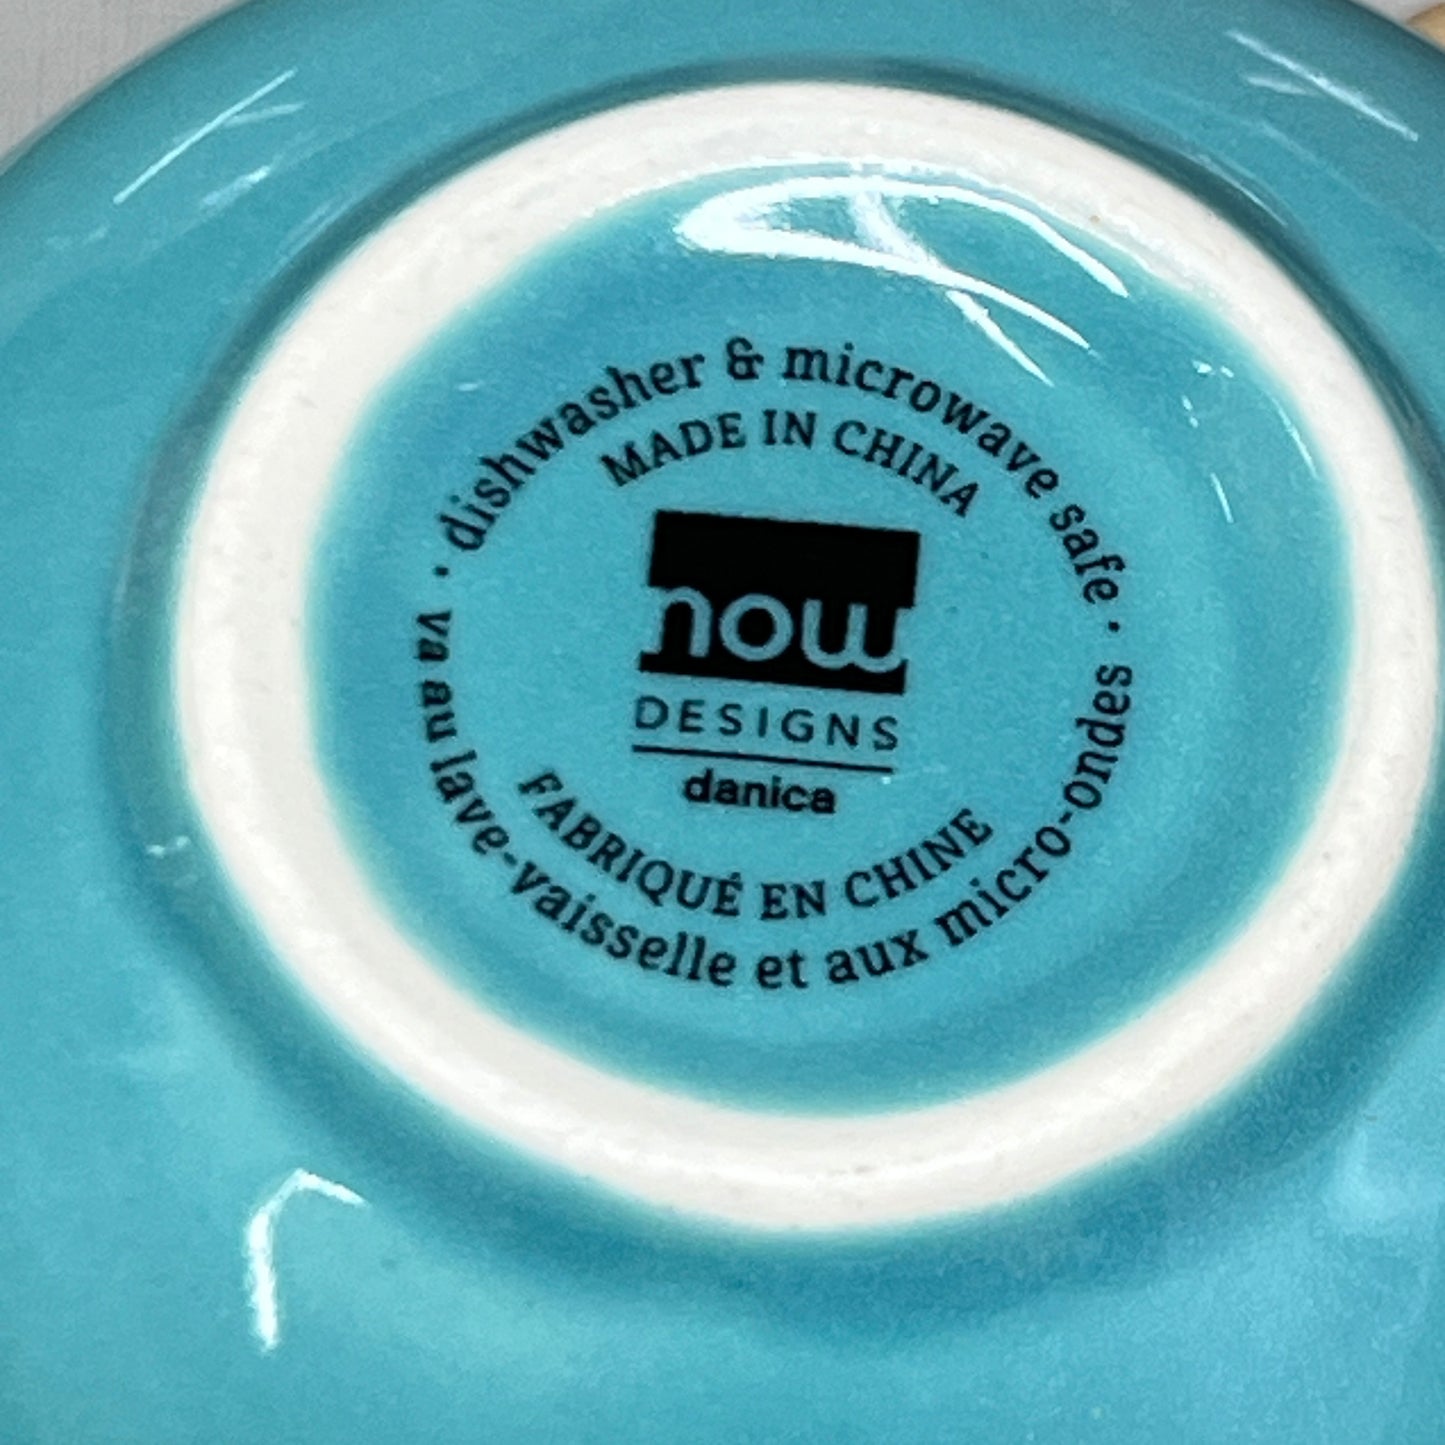 · dishwasher & microwave safe ·
MADE IN CHINA
now
DESIGNS
danica
FABRIQUÉ EN CHINE
va au lave-vaisselle et aux micro-ondes